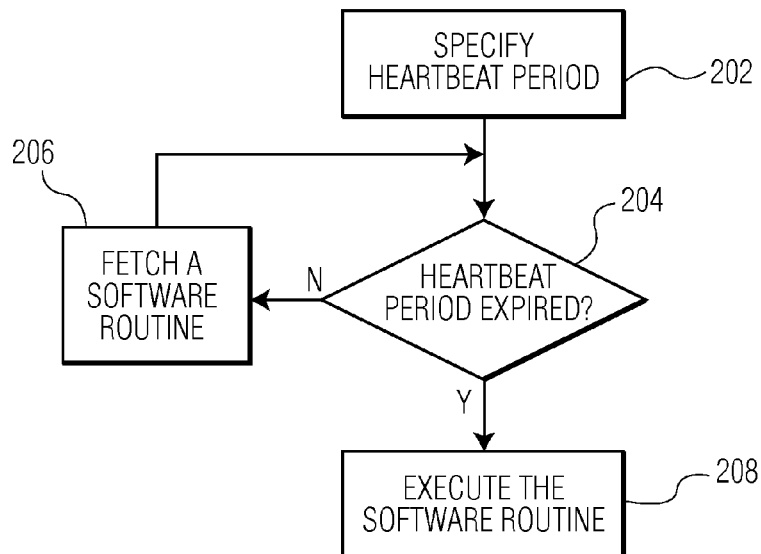 SPECIFY
HEARTBEAT PERIOD
202
206
204
FETCH A
SOFTWARE
ROUTINE
N
HEARTBEAT
PERIOD EXPIRED?
Y
208
EXECUTE THE
SOFTWARE ROUTINE